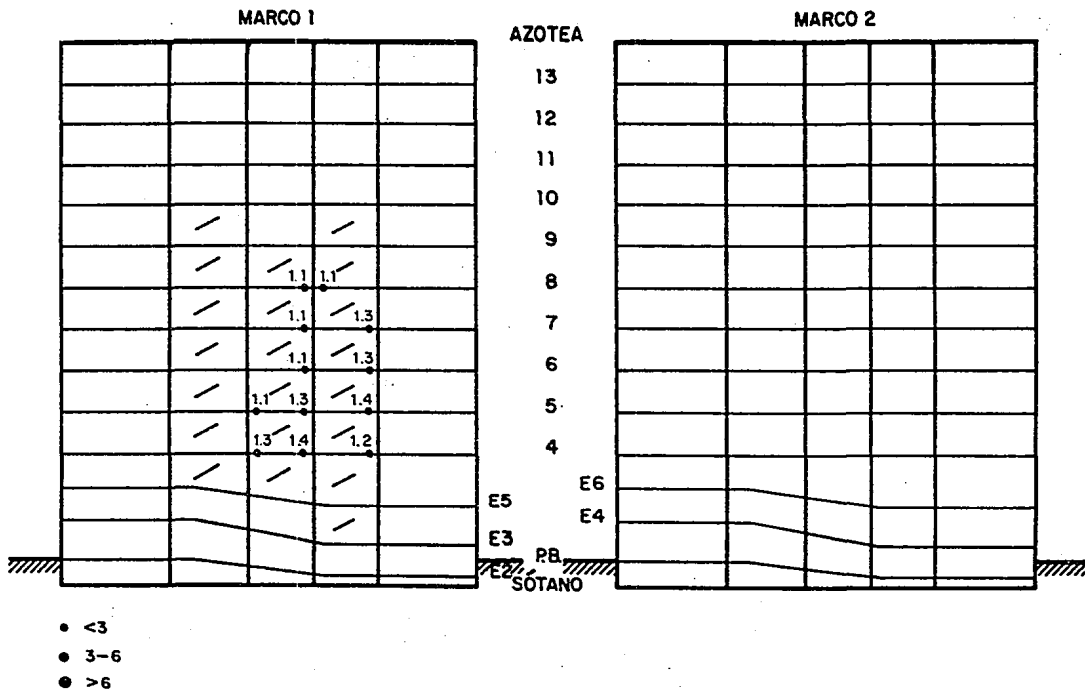 MARCO 1
AZOTEA
MARCO 2
13
12
11
10
9
1.1 1.1
8
1.1 1.3
7
1.1 1.3
6
1.1 1.3 1.4
5
1.3 1.4 1.2
4
E5
E6
E3
E4
P.B.
E2
SÓTANO
<3
3-6
>6